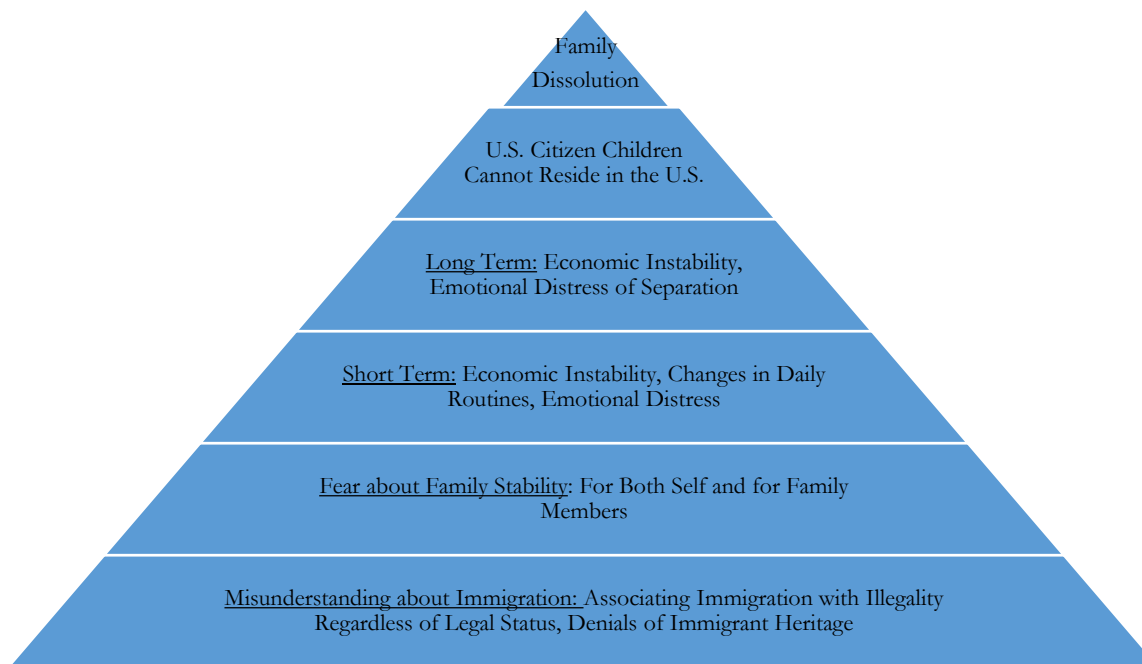 Family
Dissolution
U.S. Citizen Children
Cannot Reside in the U.S.
Long Term: Economic Instability,
Emotional Distress of Separation
Short Term: Economic Instability, Changes in Daily
Routines, Emotional Distress
Fear about Family Stability: For Both Self and for Family
Members
Misunderstanding about Immigration: Associating Immigration with Illegality
Regardless of Legal Status, Denials of Immigrant Heritage